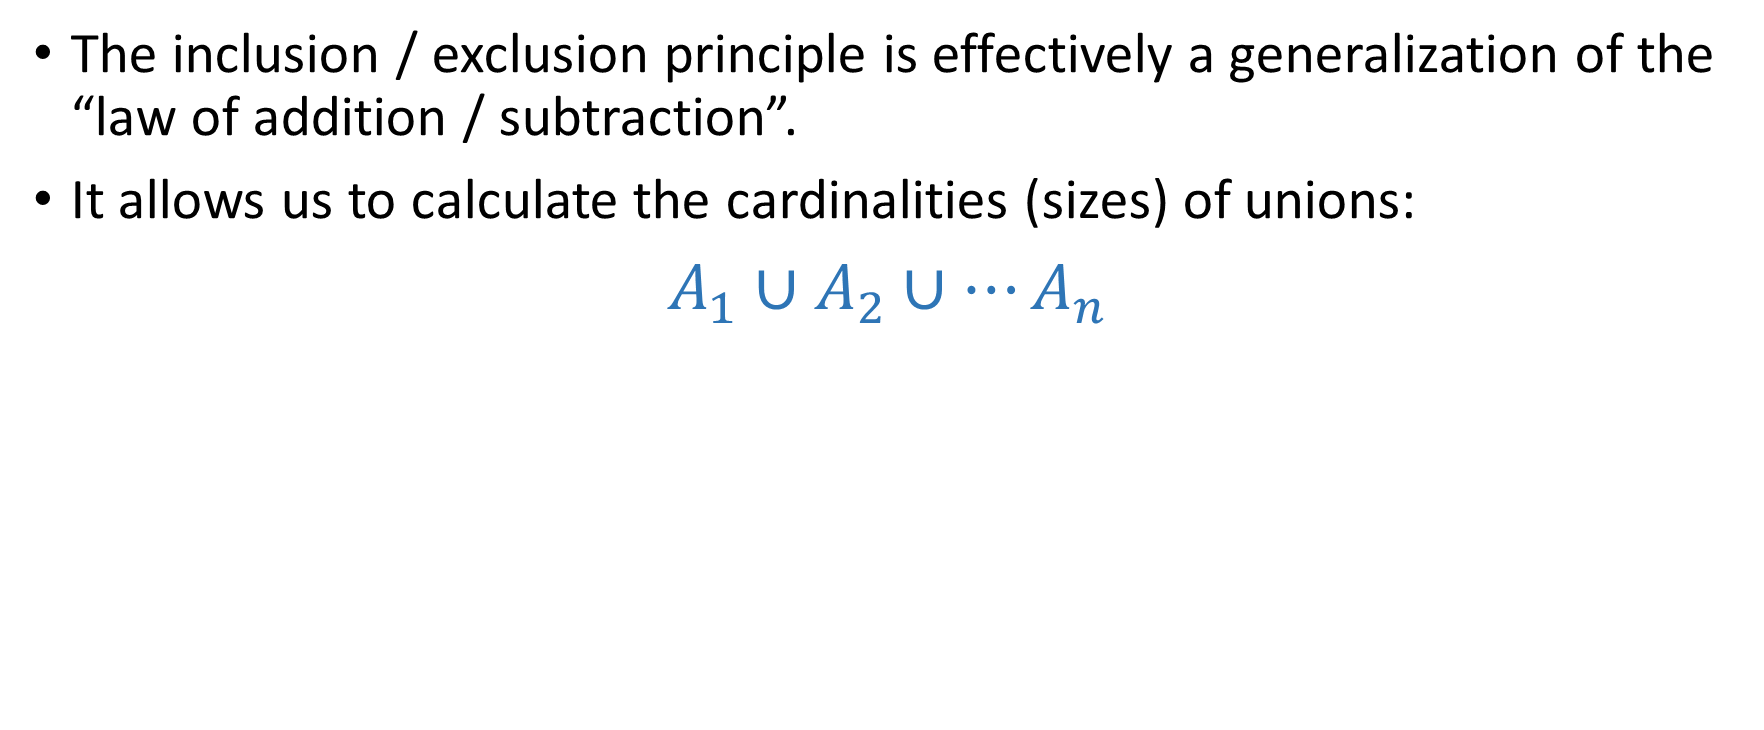 • The inclusion / exclusion principle is effectively a generalization of the
“law of addition / subtraction”.
• It allows us to calculate the cardinalities (sizes) of unions:
A₁ ∪ A₂ ∪ ⋯ Aₙ